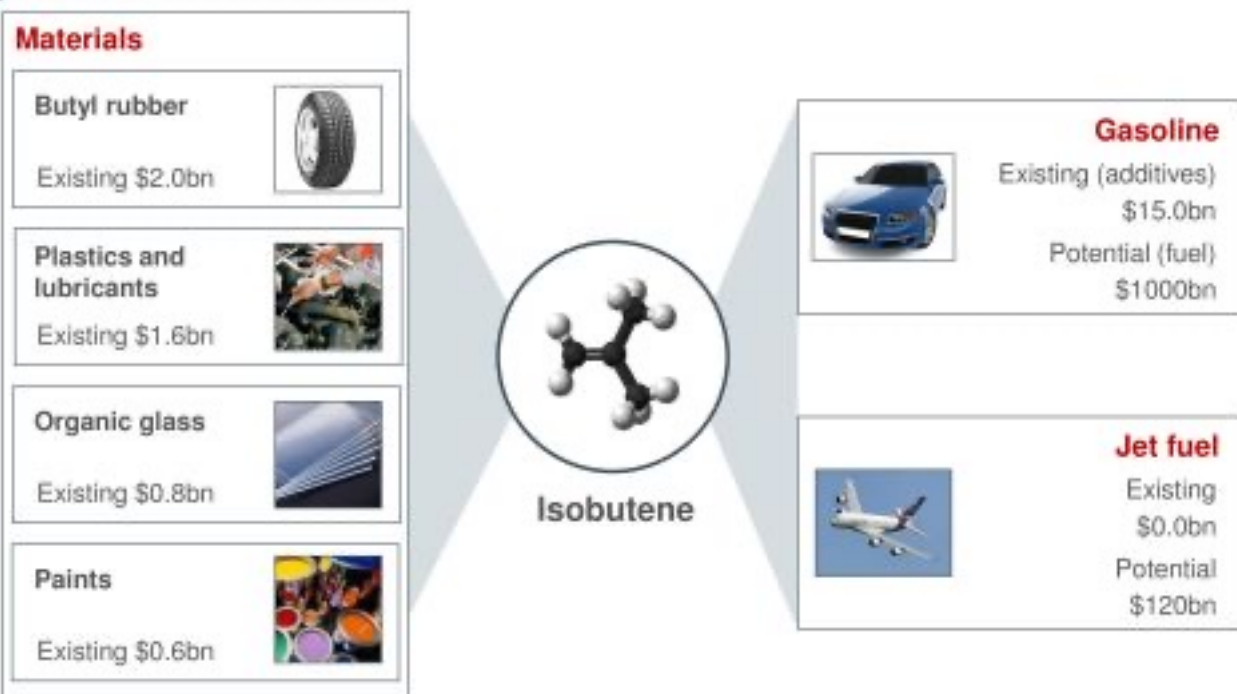 Materials
Butyl rubber
Existing $2.0bn
Plastics and
lubricants
Existing $1.6bn
Organic glass
Existing $0.8bn
Paints
Existing $0.6bn
Isobutene
Gasoline
Existing (additives)
$15.0bn
Potential (fuel)
$1000bn
Jet fuel
Existing
$0.0bn
Potential
$120bn